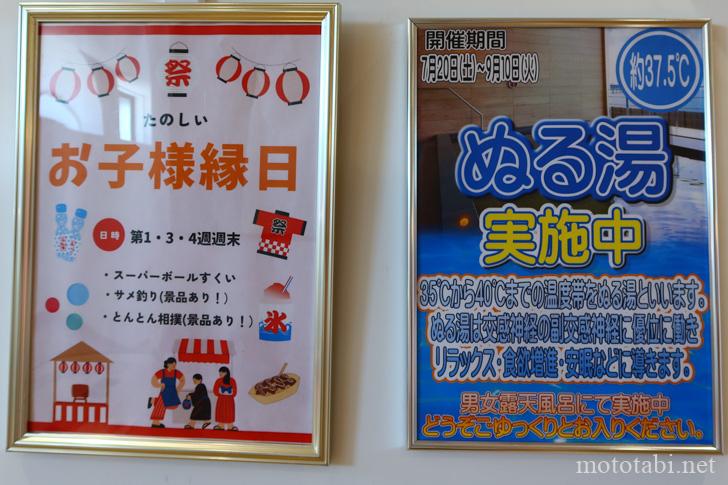 祭
たのしい
お子様縁日
日時 第1・3・4週週末
祭
・スーパーボールすくい
・サメ釣り(景品あり！)
・とんとん相撲(景品あり！)
氷
開催期間
7月20日(土)～9月10日(火)
約37.5℃
ぬる湯
実施中
35℃から40℃までの温度帯をぬる湯といいます。
ぬる湯は交感神経の副交感神経に優位に働き
リラックス・食欲増進・安眠などに導きます。
男女露天風呂にて実施中
どうぞごゆっくりとお入りください。
mototabi.net